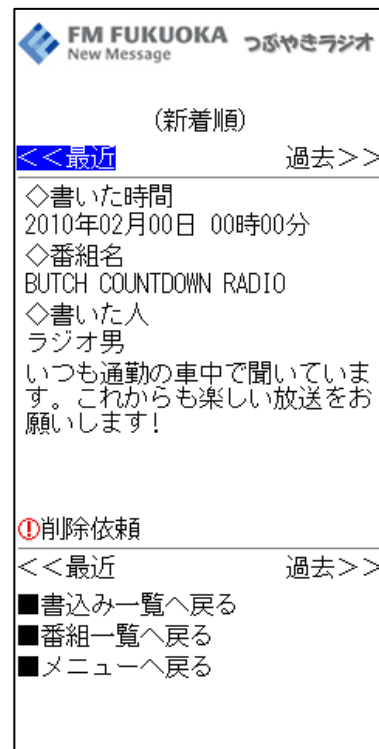 FM FUKUOKA つぶやきラジオ
New Message
(新着順)
<<最近 過去>>
◇書いた時間
2010年02月00日 00時00分
◇番組名
BUTCH COUNTDOWN RADIO
◇書いた人
ラジオ男
いつも通勤の車中で聞いていま
す。これからも楽しい放送をお
願いします!
!削除依頼
<<最近 過去>>
■書込み一覧へ戻る
■番組一覧へ戻る
■メニューへ戻る